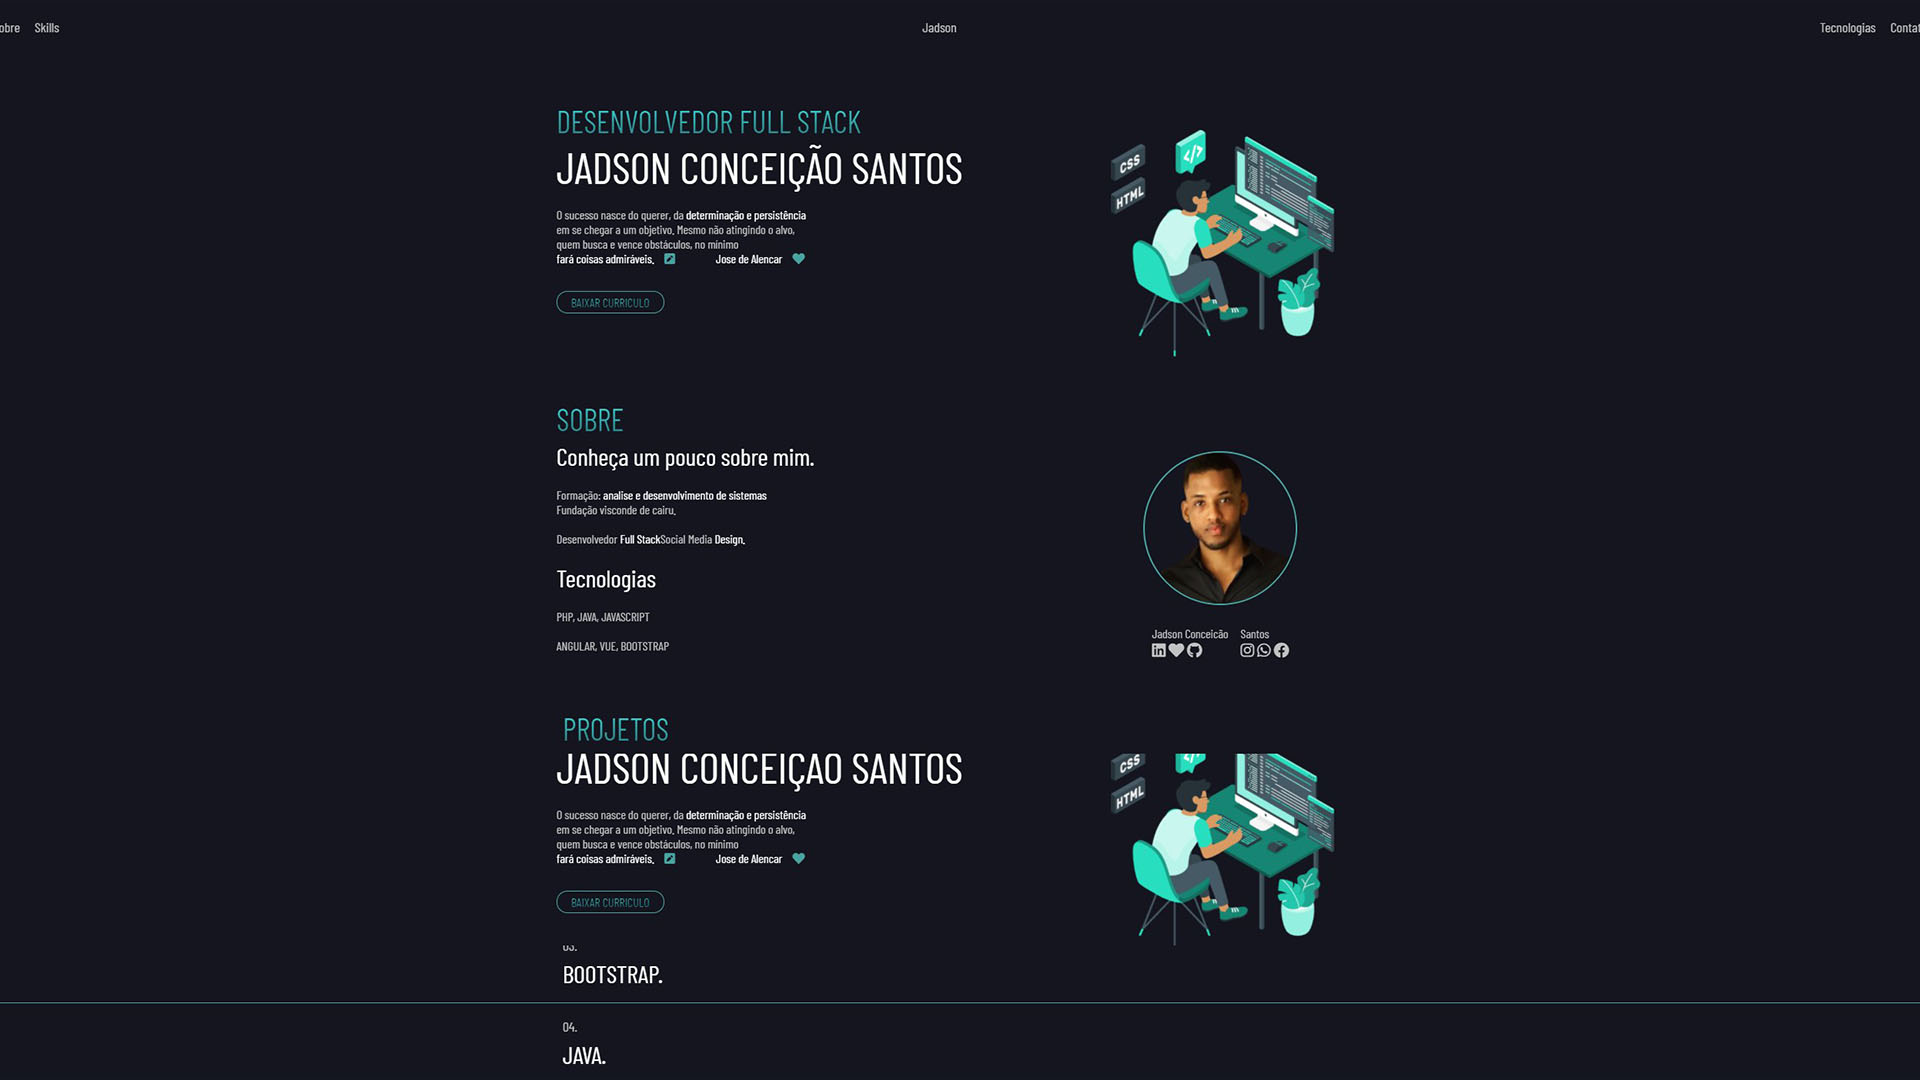 Skills
Jadson
Tecnologias
DESENVOLVEDOR FULL STACK
JADSON CONCEIÇÃO SANTOS
O sucesso nasce do querer, da determinação e persistência
em se chegar a um objetivo. Mesmo não atingindo o alvo,
quem busca e vence obstáculos, no mínimo
fará coisas admiráveis. Jose de Alencar
BAIXAR CURRICULO
CSS
</>
HTML
SOBRE
Conheça um pouco sobre mim.
Formação: analise e desenvolvimento de sistemas
Fundação visconde de cairu.
Desenvolvedor Full StackSocial Media Design.
Tecnologias
PHP, JAVA, JAVASCRIPT
ANGULAR, VUE, BOOTSTRAP
Jadson Conceicão Santos
in
PROJETOS
JADSON CONCEIÇAO SANTOS
O sucesso nasce do querer, da determinação e persistência
em se chegar a um objetivo. Mesmo não atingindo o alvo,
quem busca e vence obstáculos, no mínimo
fará coisas admiráveis. Jose de Alencar
BAIXAR CURRICULO
CSS
HTML
BOOTSTRAP.
04.
JAVA.